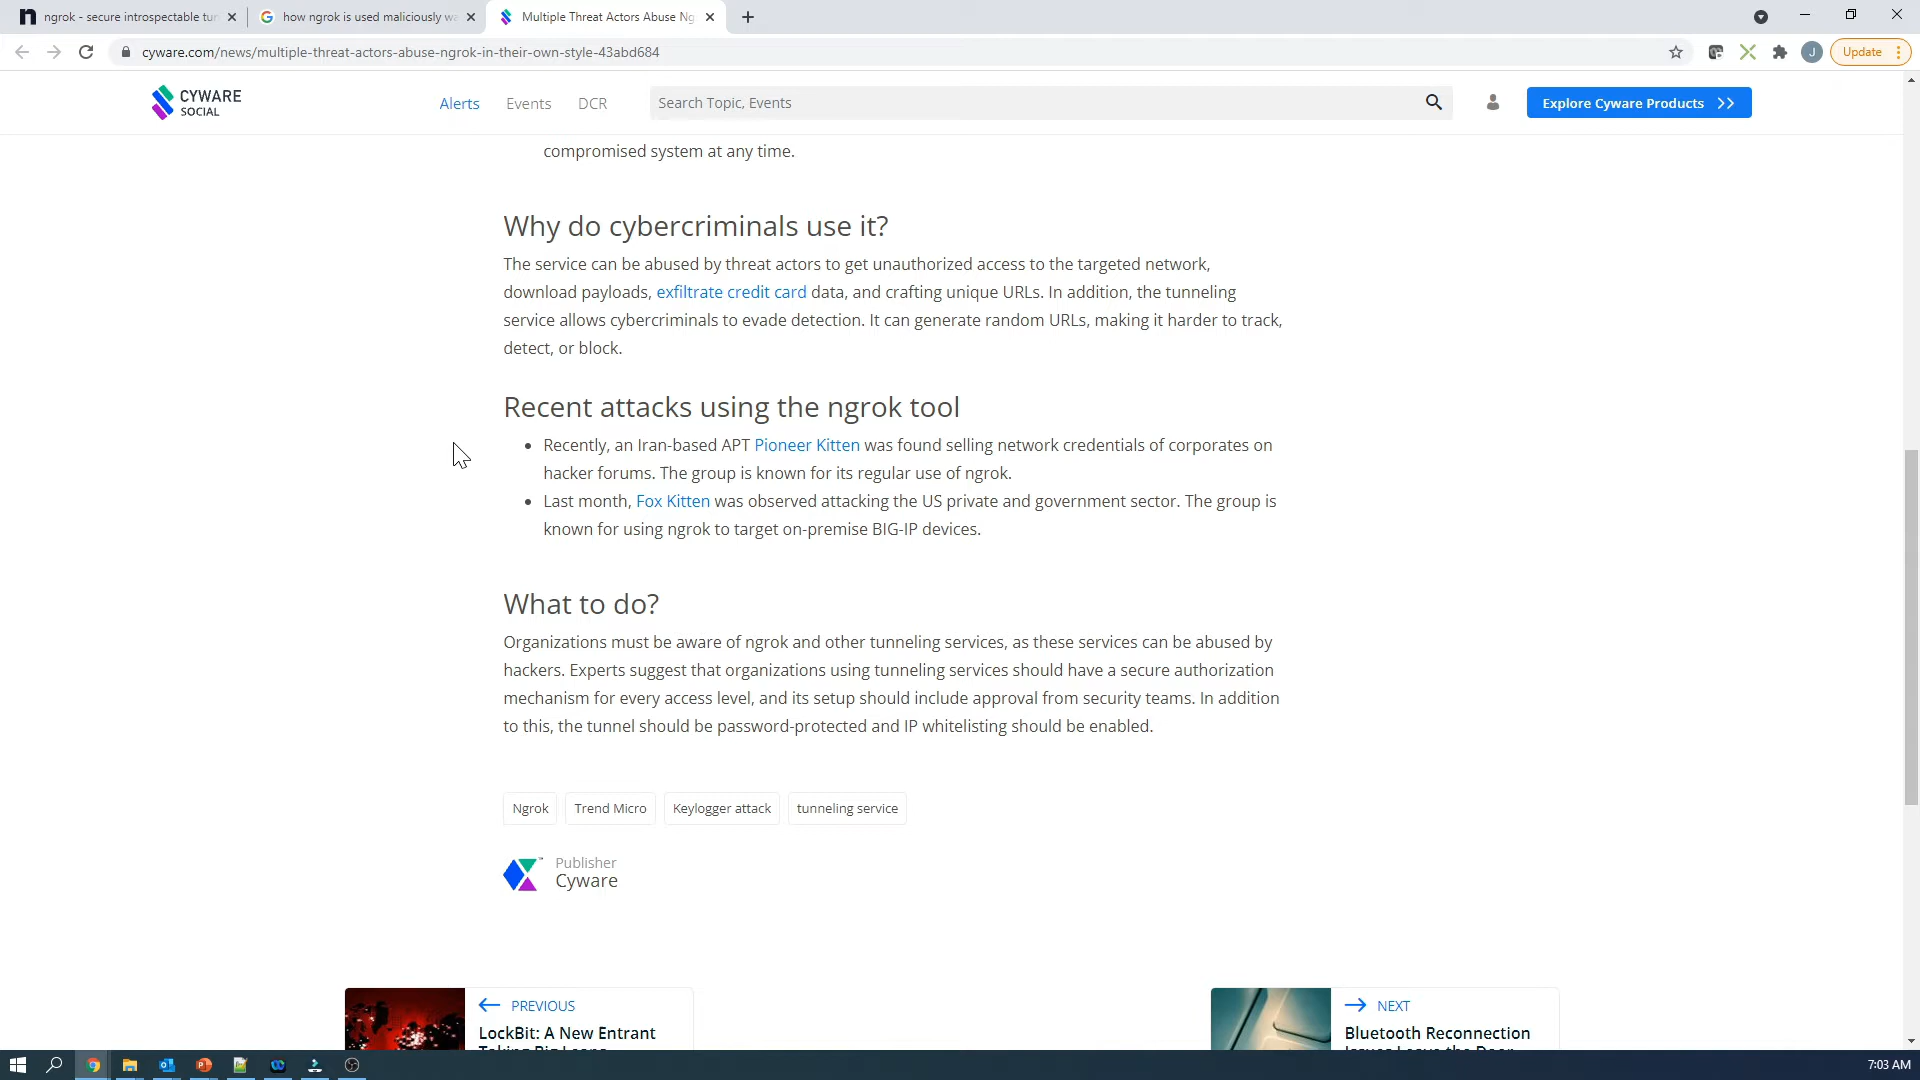 ngrok - secure introspectable tun
how ngrok is used maliciously wa
Multiple Threat Actors Abuse Ng
cyware.com/news/multiple-threat-actors-abuse-ngrok-in-their-own-style-43abd684
J
Update
CYWARE
SOCIAL
Alerts
Events
DCR
Search Topic, Events
Explore Cyware Products
compromised system at any time.
Why do cybercriminals use it?
The service can be abused by threat actors to get unauthorized access to the targeted network,
download payloads, exfiltrate credit card data, and crafting unique URLs. In addition, the tunneling
service allows cybercriminals to evade detection. It can generate random URLs, making it harder to track,
detect, or block.
Recent attacks using the ngrok tool
• Recently, an Iran-based APT Pioneer Kitten was found selling network credentials of corporates on
hacker forums. The group is known for its regular use of ngrok.
• Last month, Fox Kitten was observed attacking the US private and government sector. The group is
known for using ngrok to target on-premise BIG-IP devices.
What to do?
Organizations must be aware of ngrok and other tunneling services, as these services can be abused by
hackers. Experts suggest that organizations using tunneling services should have a secure authorization
mechanism for every access level, and its setup should include approval from security teams. In addition
to this, the tunnel should be password-protected and IP whitelisting should be enabled.
Ngrok
Trend Micro
Keylogger attack
tunneling service
Publisher
Cyware
PREVIOUS
LockBit: A New Entrant
NEXT
Bluetooth Reconnection
7:03 AM